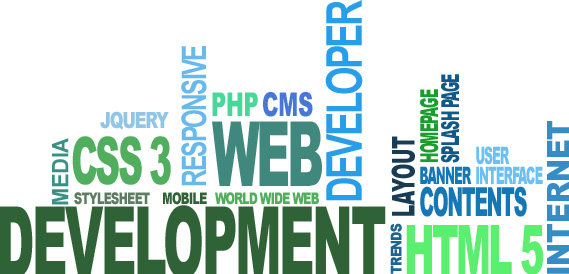 JQUERY
MEDIA
CSS 3
STYLESHEET
RESPONSIVE
PHP
CMS
WEB
MOBILE
WORLD WIDE WEB
DEVELOPER
DEVELOPMENT
LAYOUT
HOMEPAGE
SPLASH PAGE
BANNER
USER
INTERFACE
CONTENTS
TRENDS
HTML 5
INTERNET